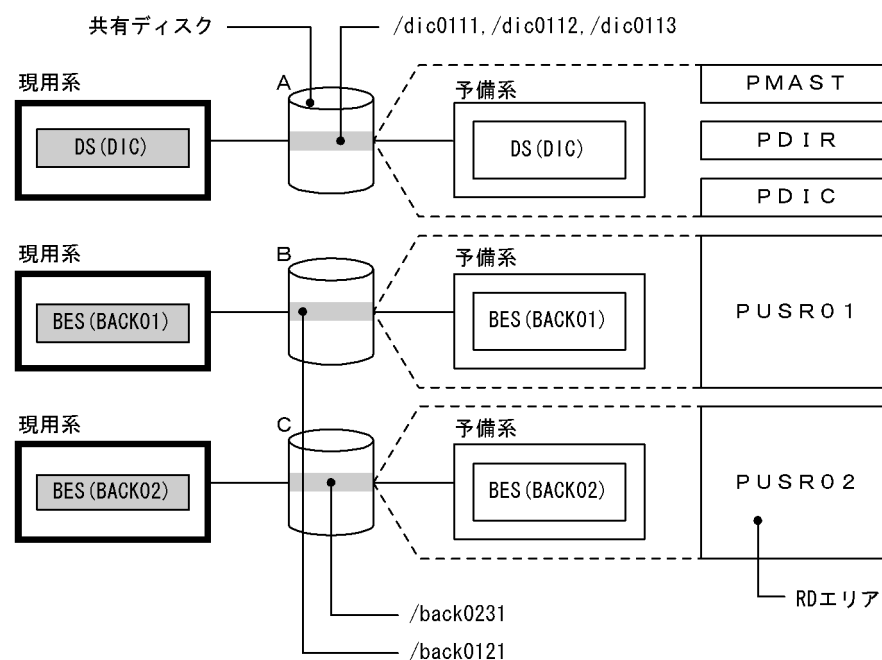 共有ディスク
/dic0111,/dic0112,/dic0113
現用系
A
予備系
ＰＭＡＳＴ
DS(DIC)
DS(DIC)
ＰＤＩＲ
ＰＤＩＣ
現用系
B
予備系
BES(BACK01)
BES(BACK01)
ＰＵＳＲ０１
現用系
C
予備系
BES(BACK02)
BES(BACK02)
ＰＵＳＲ０２
RDエリア
/back0231
/back0121